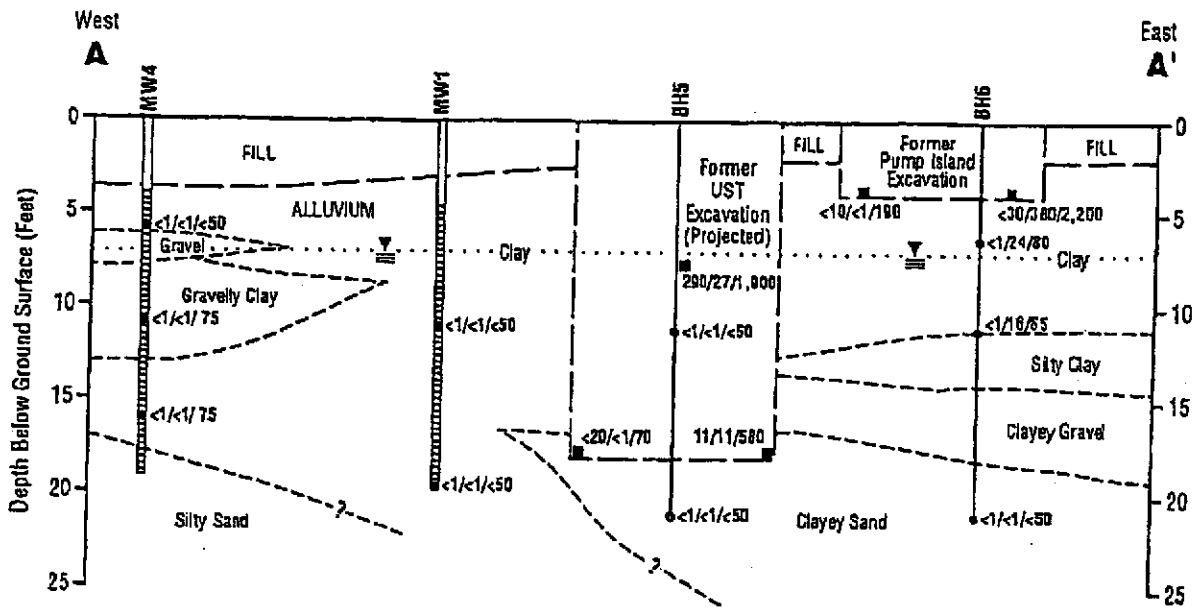 West
A
East
A'
MW4
MW1
BH5
BH6
0
5
10
15
20
25
Depth Below Ground Surface (Feet)
FILL
ALLUVIUM
<1/<1/<50
Gravel
Gravelly Clay
<1/<1/75
<1/<1/75
Silty Sand
?
Clay
<1/<1/<50
<1/<1/<50
Former
UST
Excavation
(Projected)
290/27/1,900
<1/<1/<50
<20/<1/70
11/11/580
<1/<1/<50
?
FILL
Former
Pump Island
Excavation
FILL
<10/<1/190
<30/380/2,200
<1/24/80
Clay
<1/16/65
Silty Clay
Clayey Gravel
Clayey Sand
<1/<1/<50
0
5
10
15
20
25